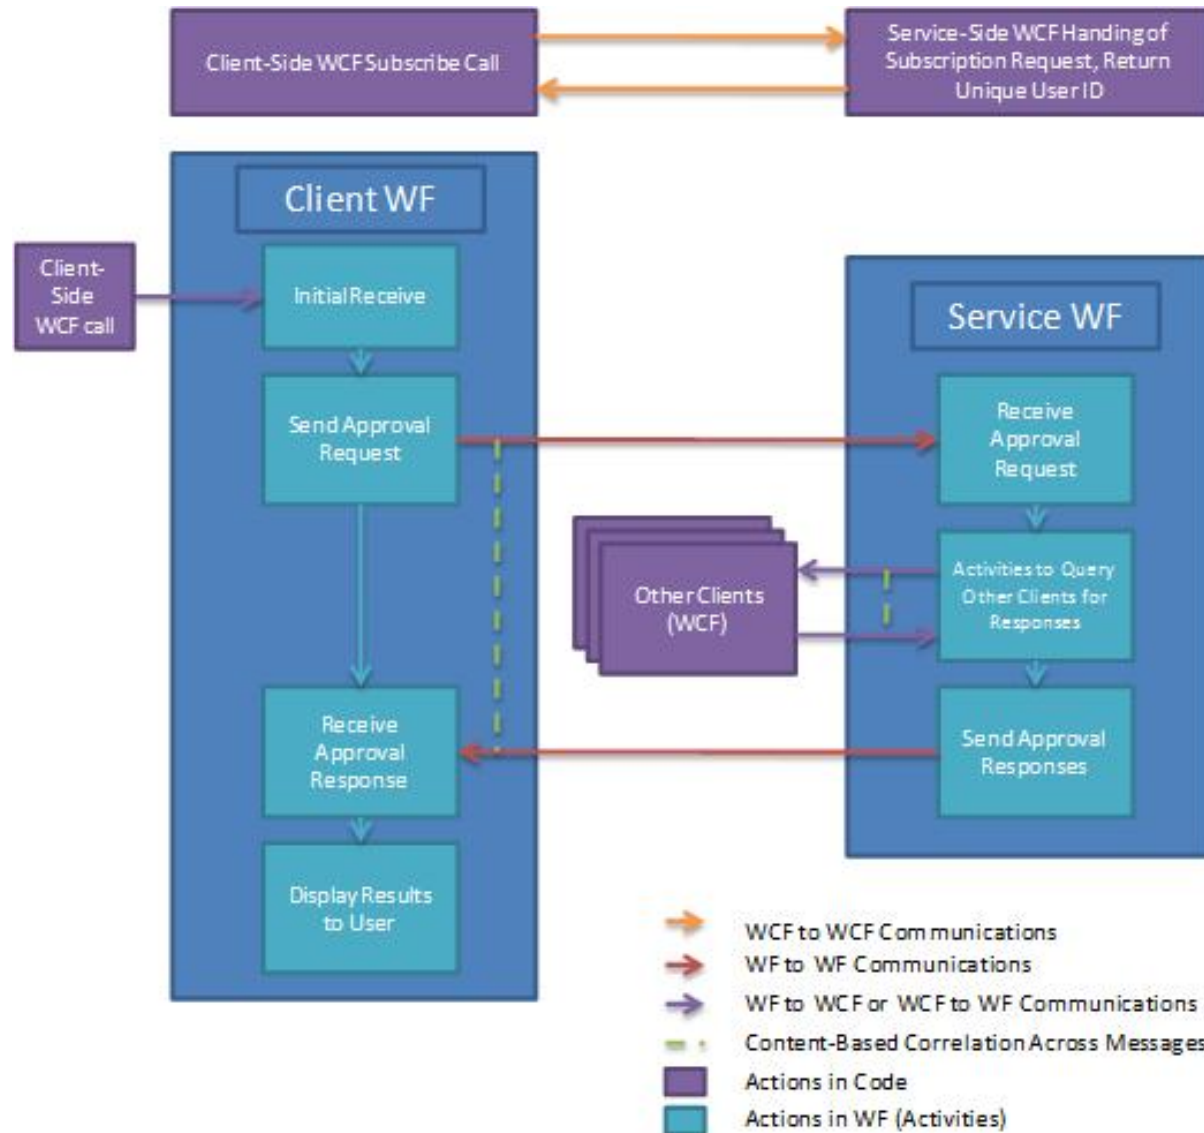 Client-Side WCF Subscribe Call
Service-Side WCF Handing of
Subscription Request, Return
Unique User ID
Client WF
Client-
Side
WCF call
Initial Receive
Service WF
Send Approval
Request
Receive
Approval
Request
Other Clients
(WCF)
Activities to Query
Other Clients for
Responses
Receive
Approval
Response
Send Approval
Responses
Display Results
to User
WCF to WCF Communications
WF to WF Communications
WF to WCF or WCF to WF Communications
Content-Based Correlation Across Messages
Actions in Code
Actions in WF (Activities)